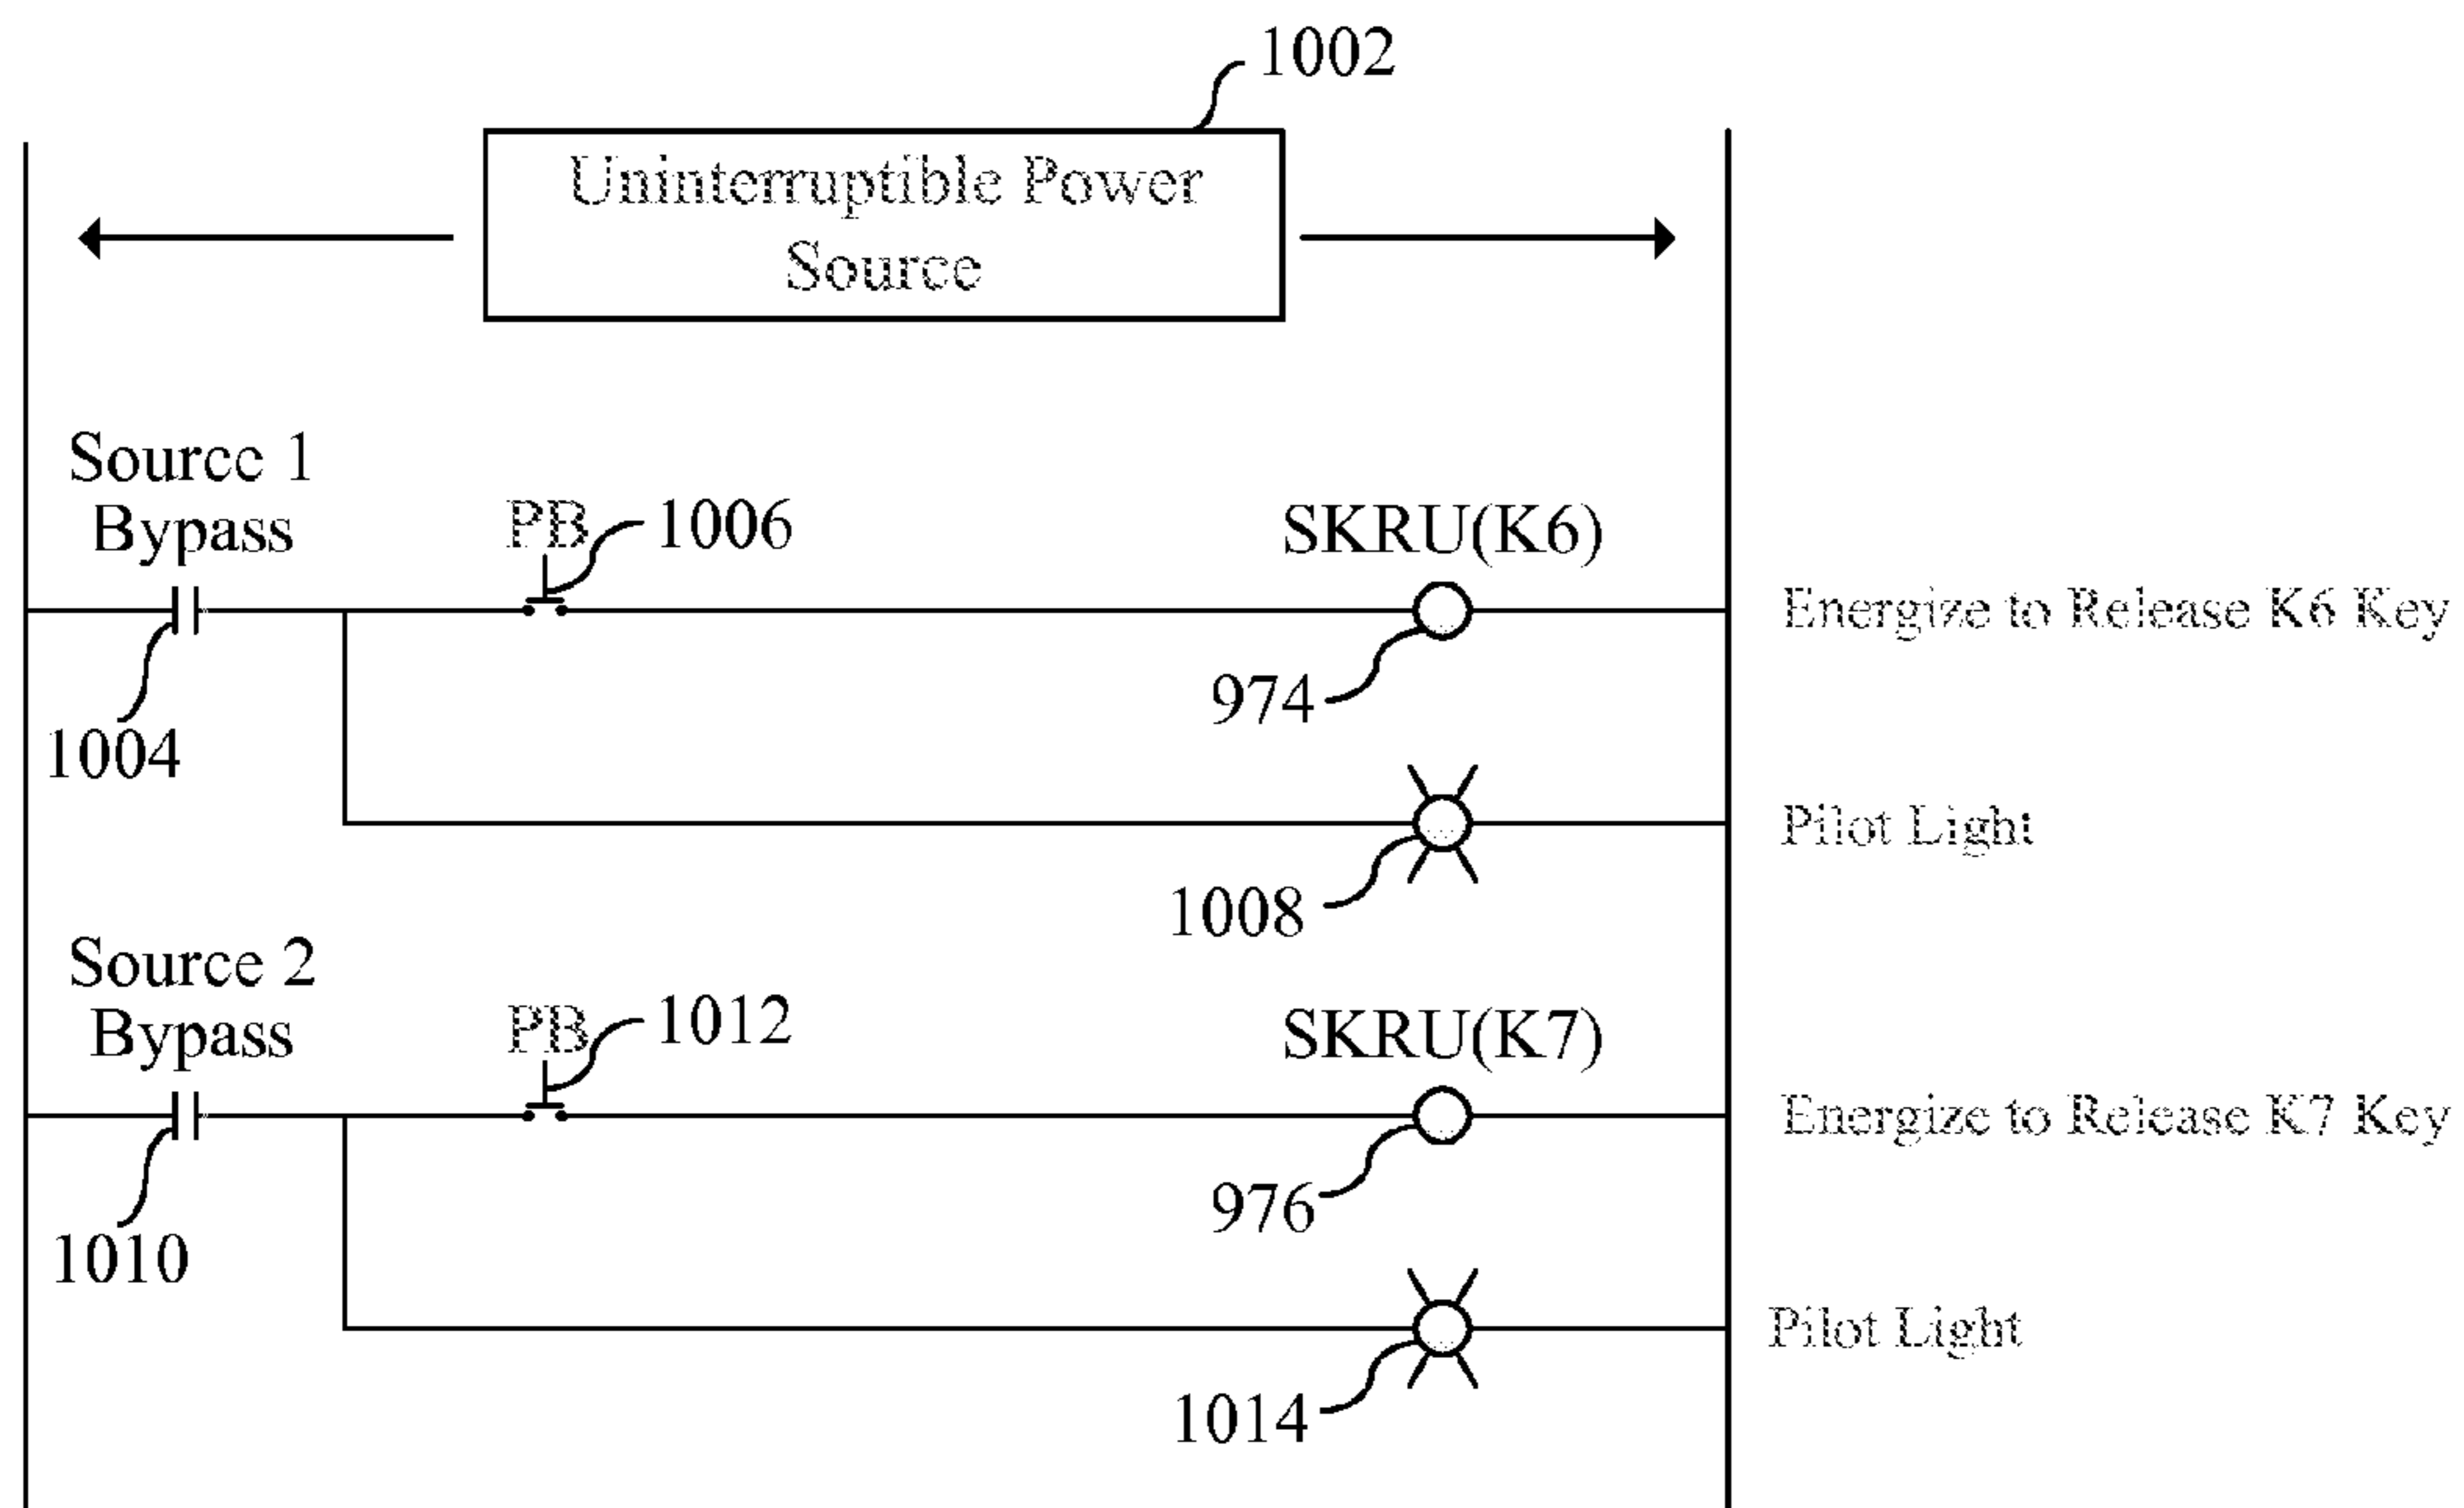 1002
Uninterruptible Power
Source
Source 1
Bypass
PB
1006
SKRU(K6)
Energize to Release K6 Key
974
1004
Pilot Light
1008
Source 2
Bypass
PB
1012
SKRU(K7)
Energize to Release K7 Key
976
1010
Pilot Light
1014